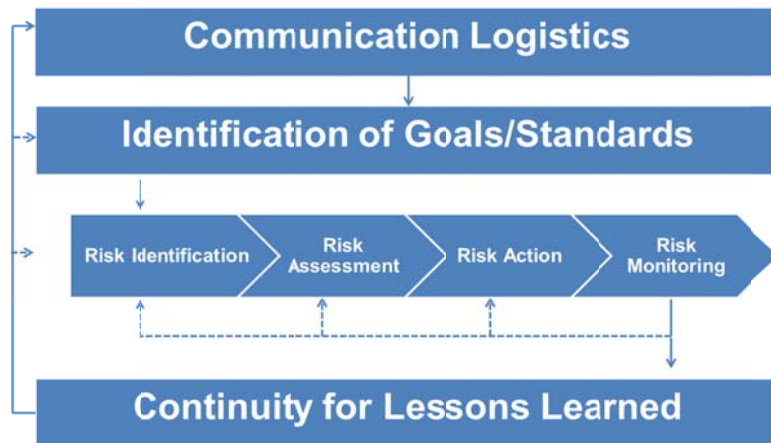 Communication Logistics
Identification of Goals/Standards
Risk Identification
Risk
Assessment
Risk Action
Risk
Monitoring
Continuity for Lessons Learned